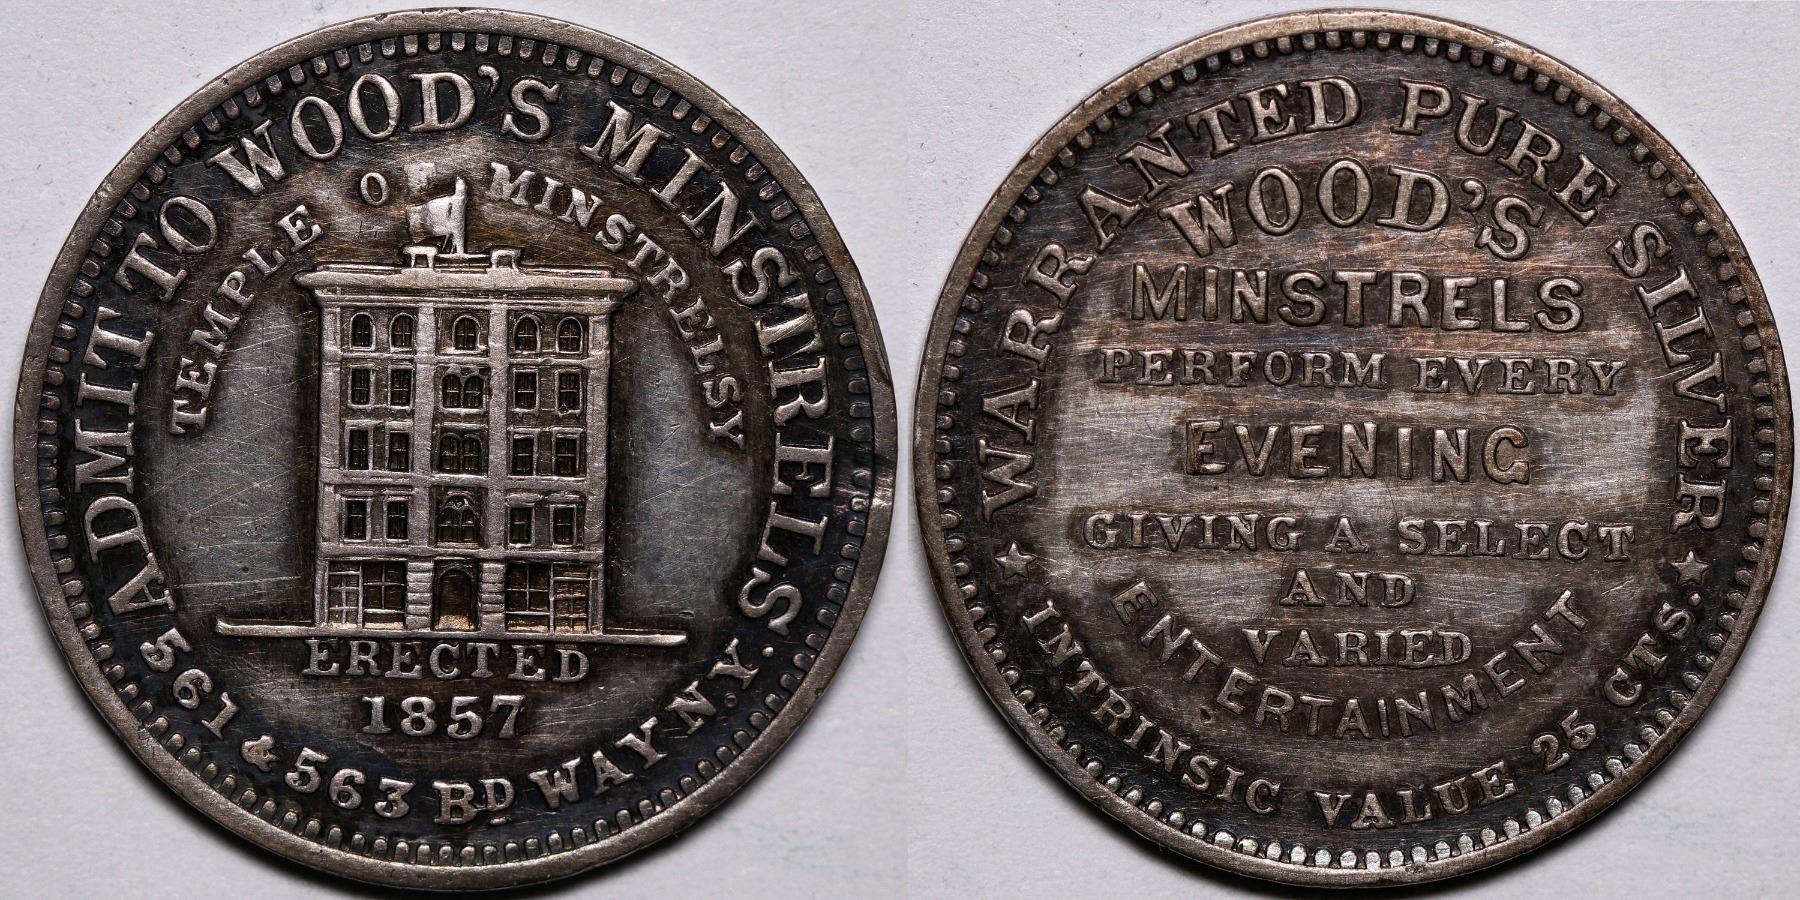 ADMIT TO WOOD'S MINSTRELS.
561 & 563 BD WAY N.Y.
TEMPLE OF MINSTRELSY
ERECTED
1857
WARRANTED PURE SILVER
WOOD'S
MINSTRELS
PERFORM EVERY
EVENING
GIVING A SELECT
AND
VARIED
ENTERTAINMENT
INTRINSIC VALUE 25 CTS.